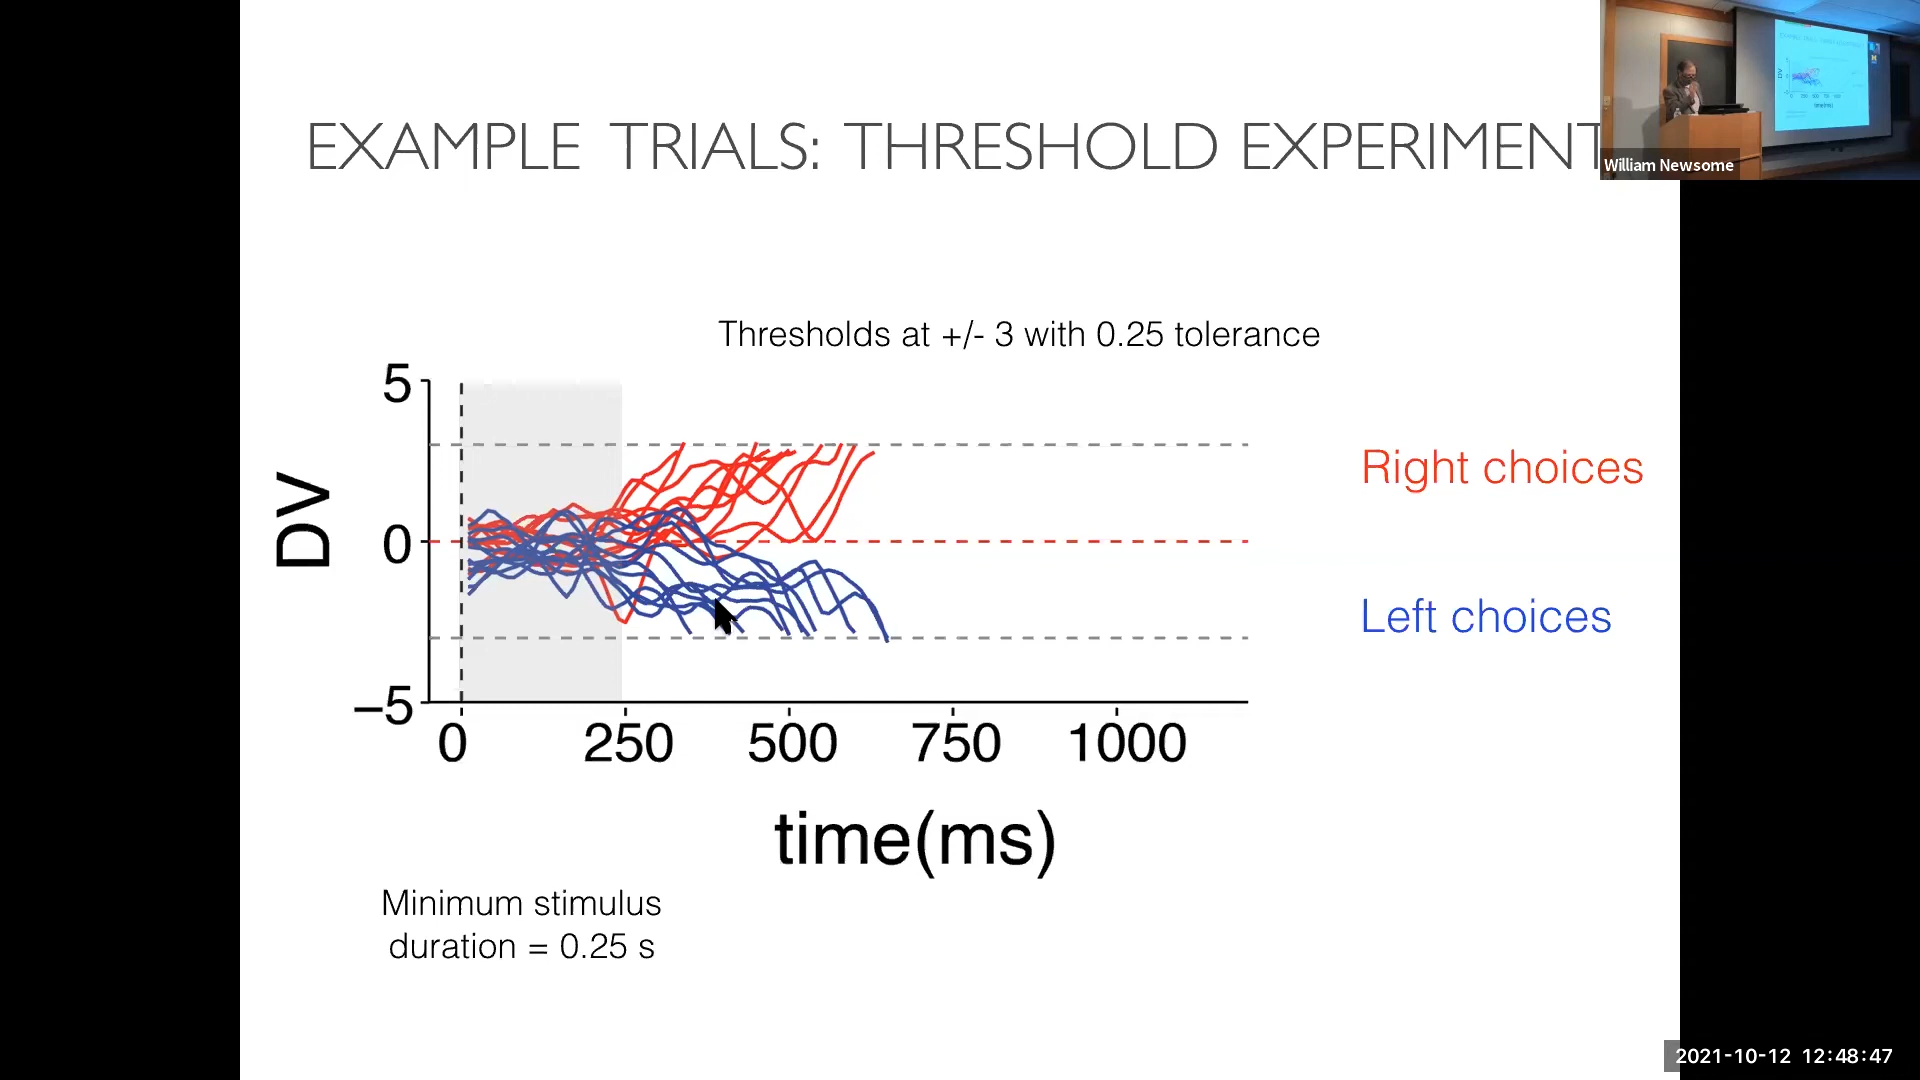 EXAMPLE TRIALS: THRESHOLD EXPERIMENT
William Newsome
Thresholds at +/- 3 with 0.25 tolerance
5
0
−5
DV
Right choices
Left choices
0 250 500 750 1000
time(ms)
Minimum stimulus
duration = 0.25 s
2021-10-12 12:48:47